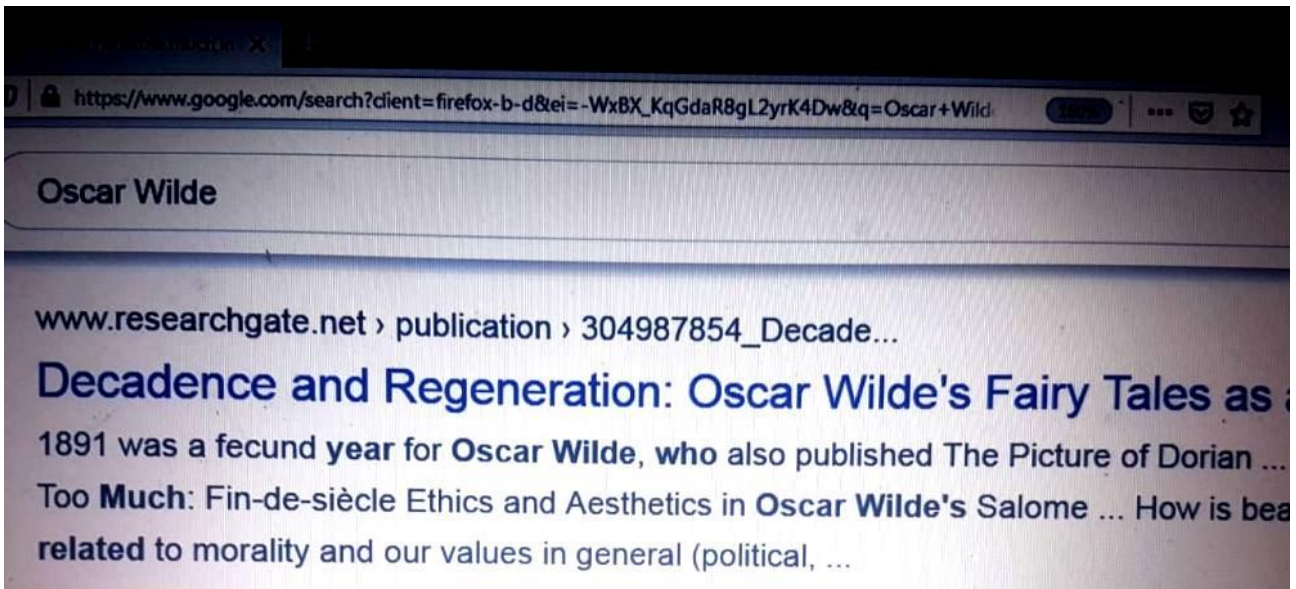 https://www.google.com/search?client=firefox-b-d&ei=-WxBX_KqGdaR8gL2yrK4Dw&q=Oscar+Wild
Oscar Wilde
www.researchgate.net › publication › 304987854_Decade...
Decadence and Regeneration: Oscar Wilde's Fairy Tales as a
1891 was a fecund year for Oscar Wilde, who also published The Picture of Dorian ...
Too Much: Fin-de-siècle Ethics and Aesthetics in Oscar Wilde's Salome ... How is bea
related to morality and our values in general (political, ...